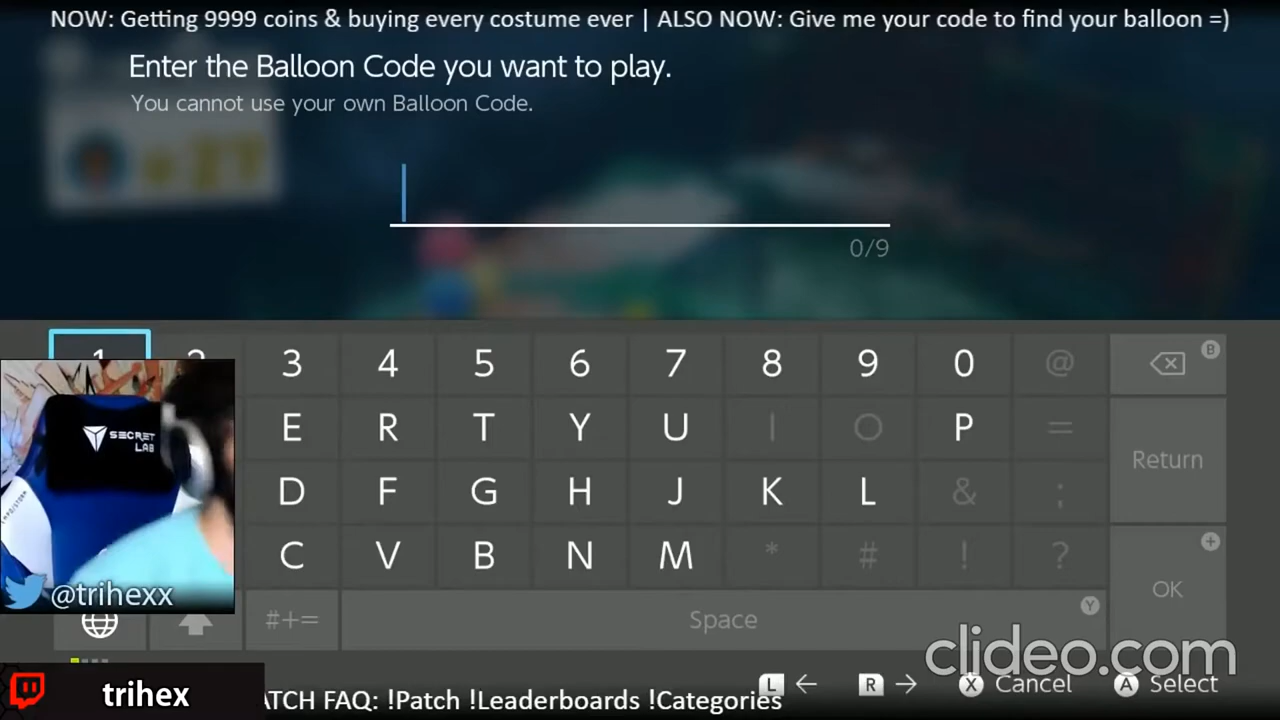 NOW: Getting 9999 coins & buying every costume ever | ALSO NOW: Give me your code to find your balloon =)
Enter the Balloon Code you want to play.
You cannot use your own Balloon Code.
0/9
3 4 5 6 7 8 9 0 @ B
E R T Y U I O P = Return
D F G H J K L & ;
C V B N M * # ! ? + OK
#+= Space Y
SECRET
LAB
@trihexx
clideo.com
L ← R → X Cancel A Select
trihex
ATCH FAQ: !Patch !Leaderboards !Categories